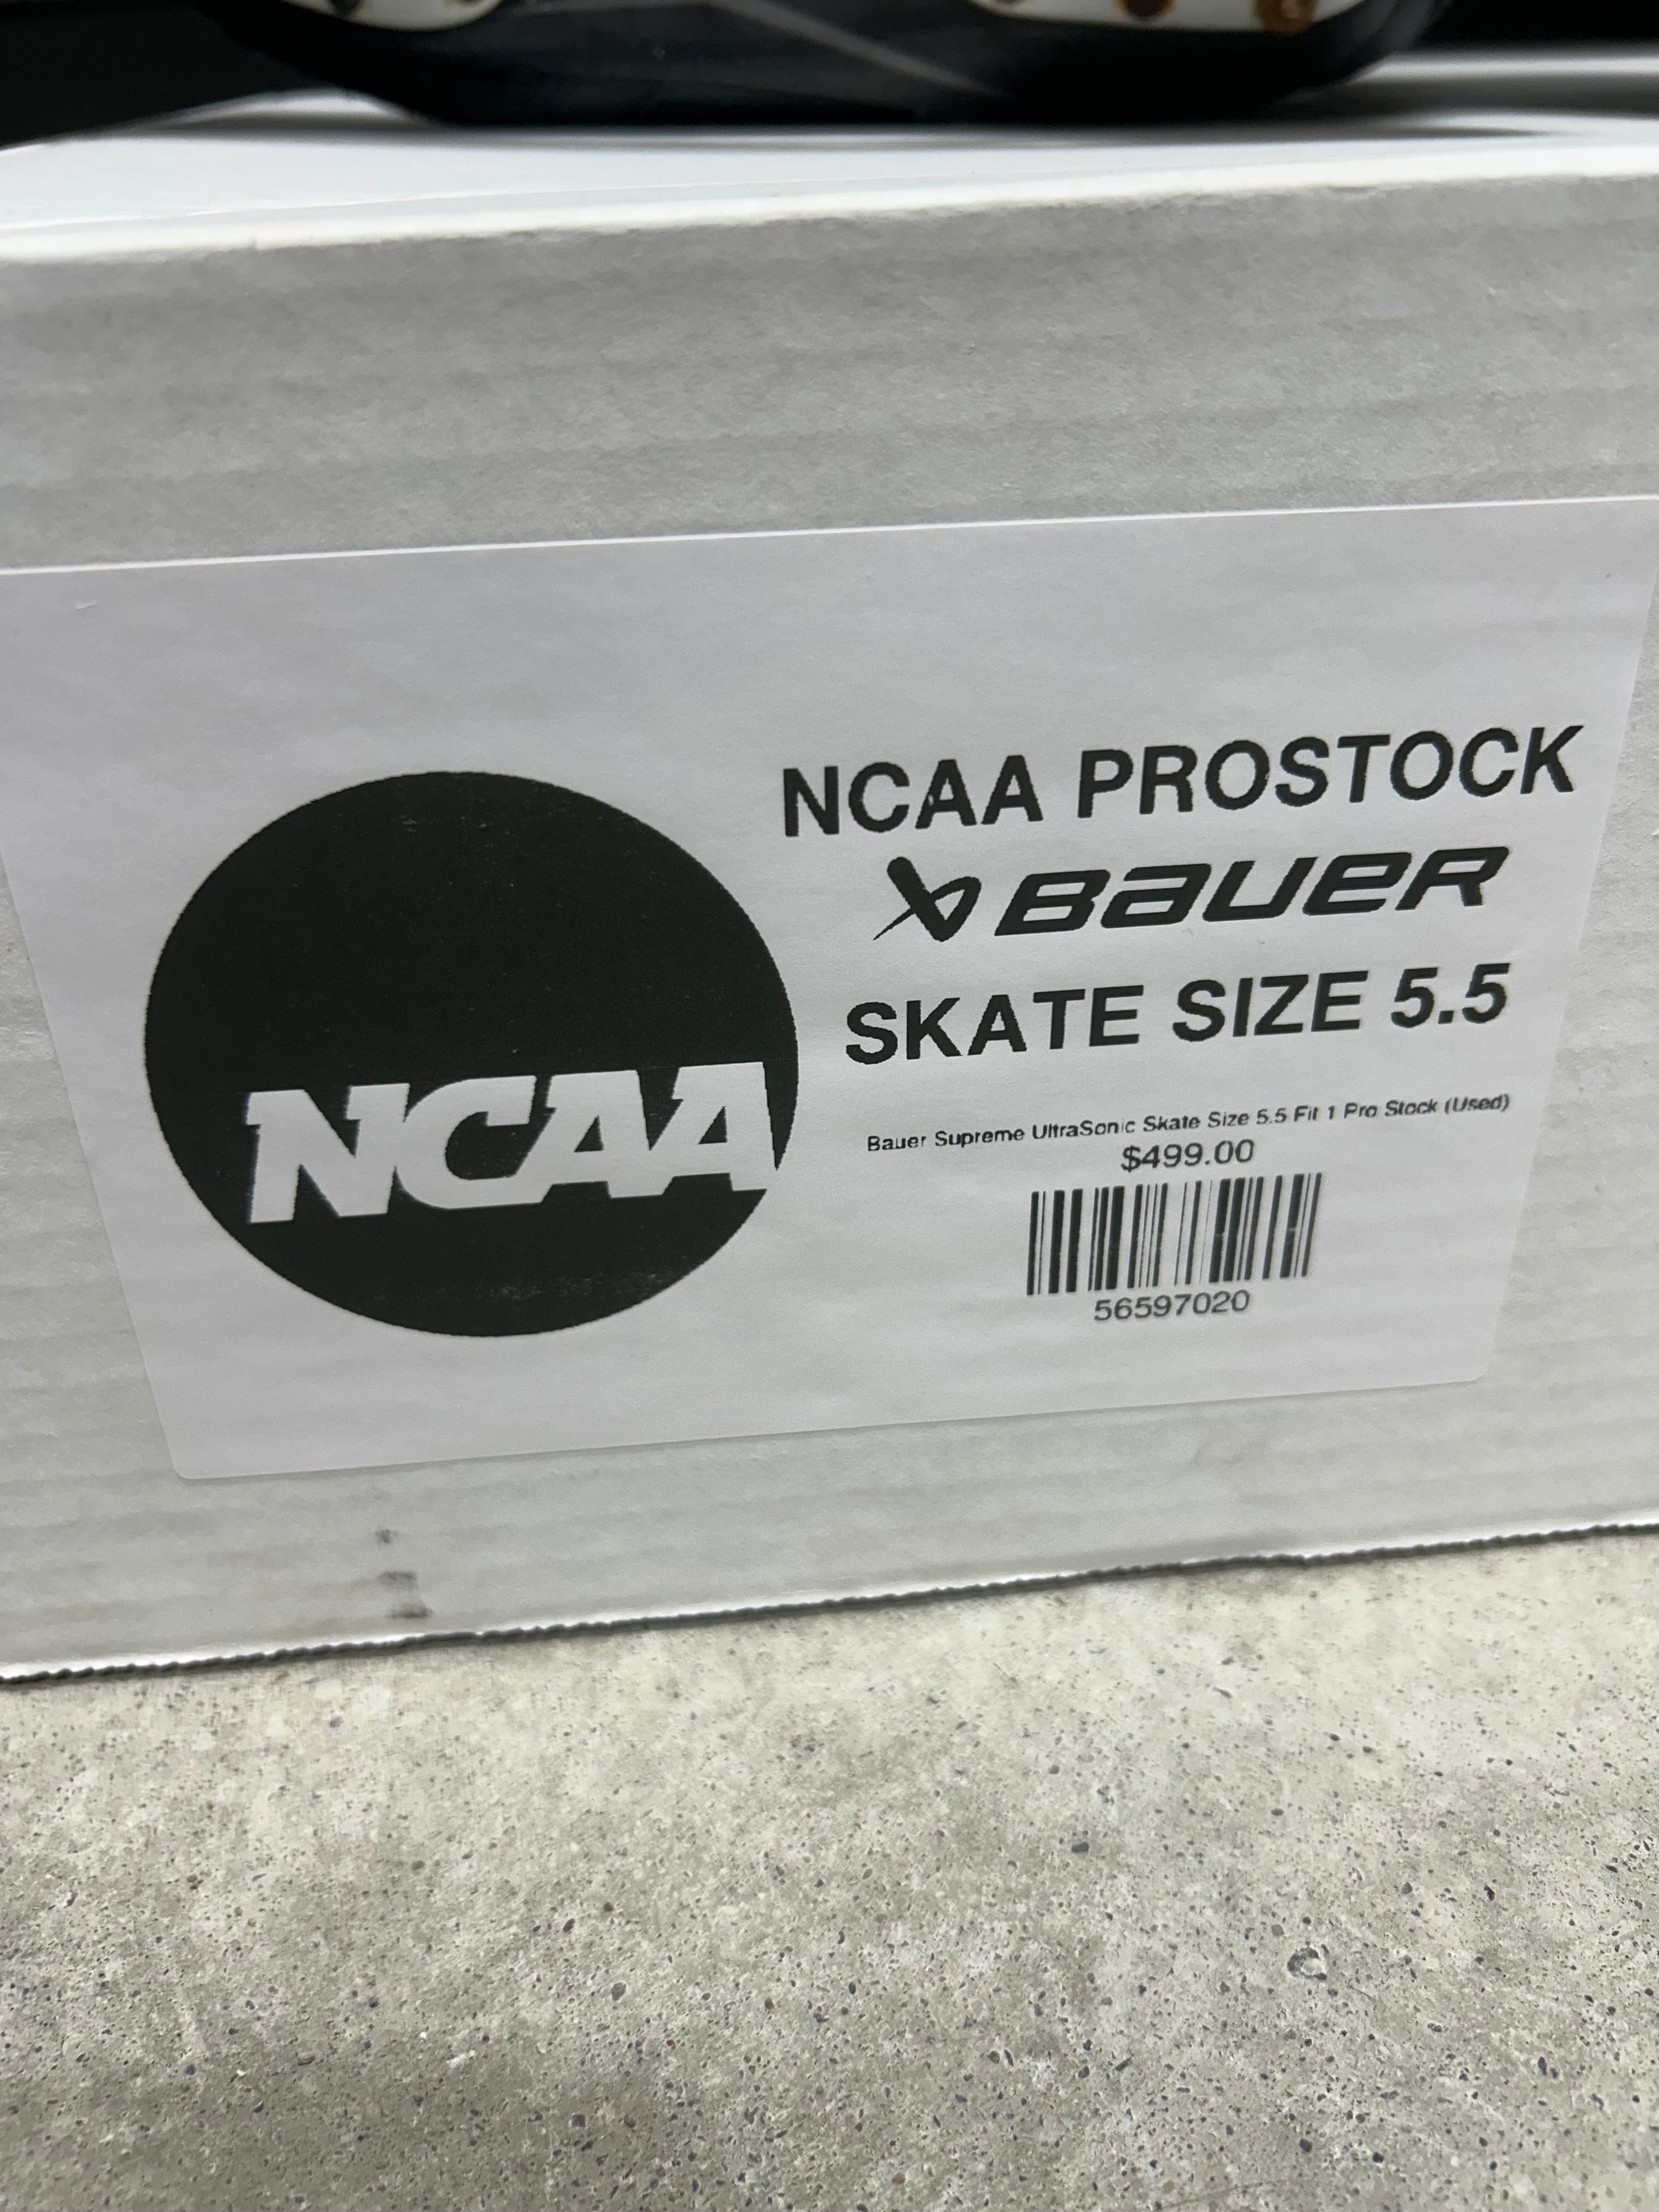 NCAA
NCAA PROSTOCK
BAUER
SKATE SIZE 5.5
Bauer Supreme UltraSonic Skate Size 5.5 Fit 1 Pro Stock (Used)
$499.00
56597020